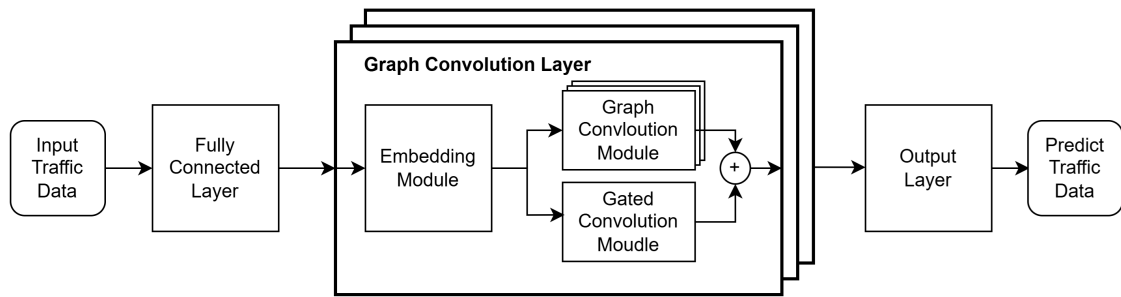 Graph Convolution Layer
Input
Traffic
Data
Fully
Connected
Layer
Embedding
Module
Graph
Convloution
Module
Gated
Convolution
Moudle
+
Output
Layer
Predict
Traffic
Data